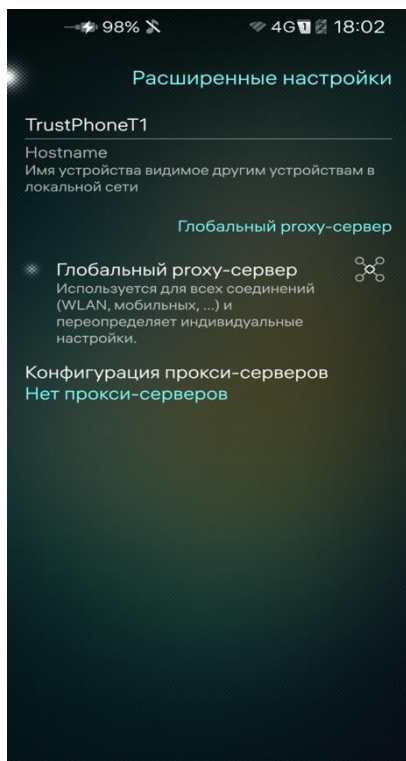 98% 4G 1 18:02
Расширенные настройки
TrustPhoneT1
Hostname
Имя устройства видимое другим устройствам в
локальной сети
Глобальный proxy-сервер
Глобальный proxy-сервер
Используется для всех соединений
(WLAN, мобильных, ...) и
переопределяет индивидуальные
настройки.
Конфигурация прокси-серверов
Нет прокси-серверов